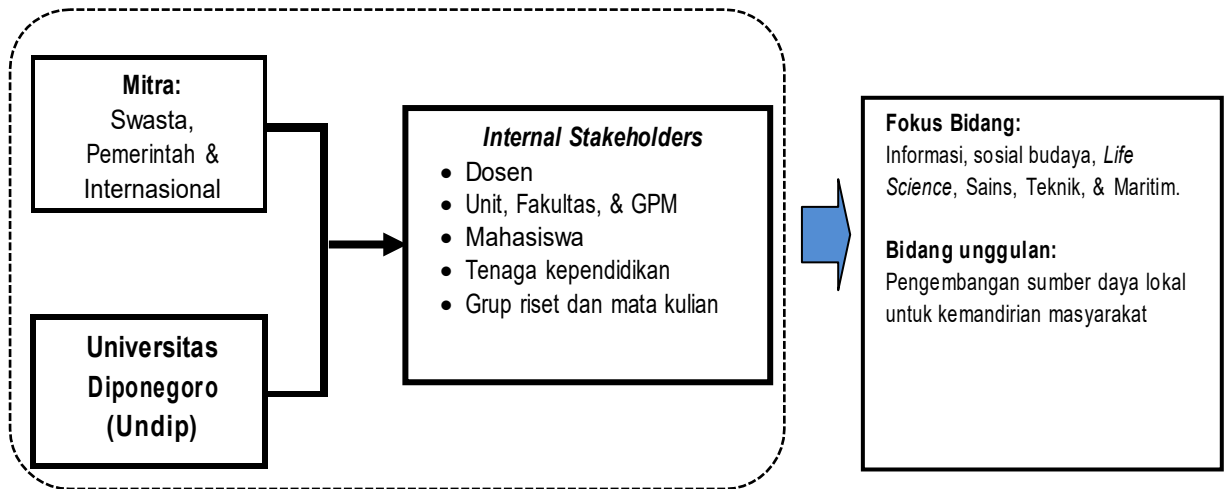 Mitra:
Swasta,
Pemerintah &
Internasional
Universitas
Diponegoro
(Undip)
Internal Stakeholders
• Dosen
• Unit, Fakultas, & GPM
• Mahasiswa
• Tenaga kependidikan
• Grup riset dan mata kulian
Fokus Bidang:
Informasi, sosial budaya, Life
Science, Sains, Teknik, & Maritim.
Bidang unggulan:
Pengembangan sumber daya lokal
untuk kemandirian masyarakat